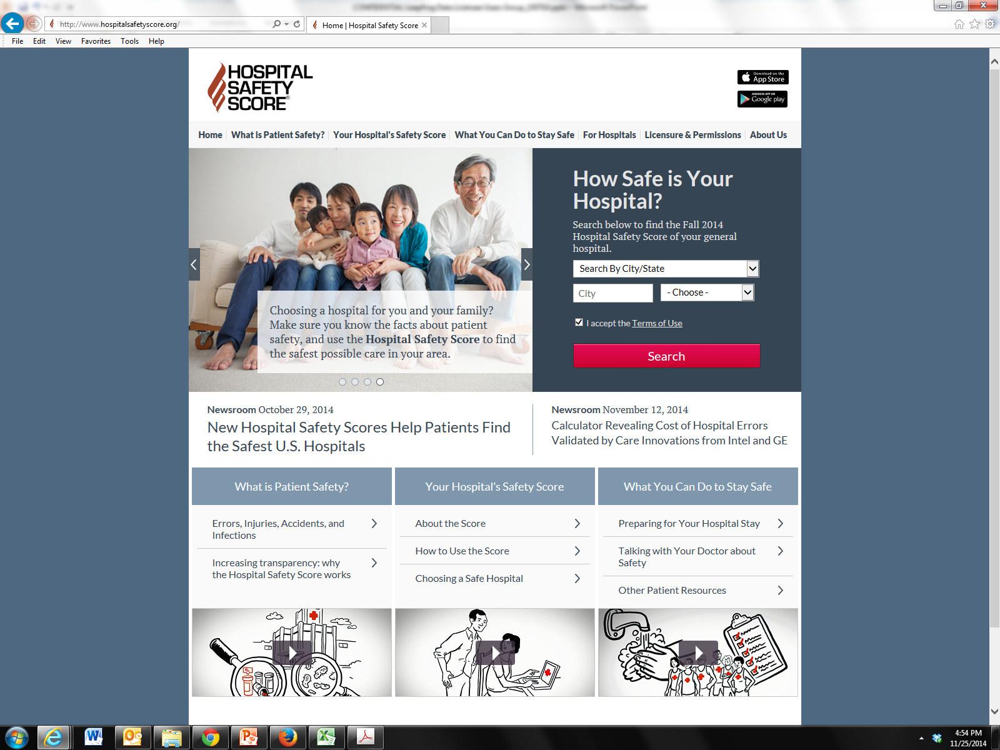 CONFIDENTIAL Leapfrog Data Licensee Users Group_
- Microsoft PowerPoint
http://www.hospitalsafetyscore.org/
Home | Hospital Safety Score
File Edit View Favorites Tools Help
HOSPITAL
SAFETY
SCORE®
Download on the
App Store
ANDROID APP ON
Google play
Home What is Patient Safety? Your Hospital's Safety Score What You Can Do to Stay Safe For Hospitals Licensure & Permissions About Us
Choosing a hospital for you and your family?
Make sure you know the facts about patient
safety, and use the Hospital Safety Score to find
the safest possible care in your area.
How Safe is Your
Hospital?
Search below to find the Fall 2014
Hospital Safety Score of your general
hospital.
Search By City/State
City - Choose -
I accept the Terms of Use
Search
Newsroom October 29, 2014
New Hospital Safety Scores Help Patients Find
the Safest U.S. Hospitals
Newsroom November 12, 2014
Calculator Revealing Cost of Hospital Errors
Validated by Care Innovations from Intel and GE
What is Patient Safety?
Errors, Injuries, Accidents, and
Infections
Increasing transparency: why
the Hospital Safety Score works
Your Hospital's Safety Score
About the Score
How to Use the Score
Choosing a Safe Hospital
What You Can Do to Stay Safe
Preparing for Your Hospital Stay
Talking with Your Doctor about
Safety
Other Patient Resources
4:54 PM
11/25/2014